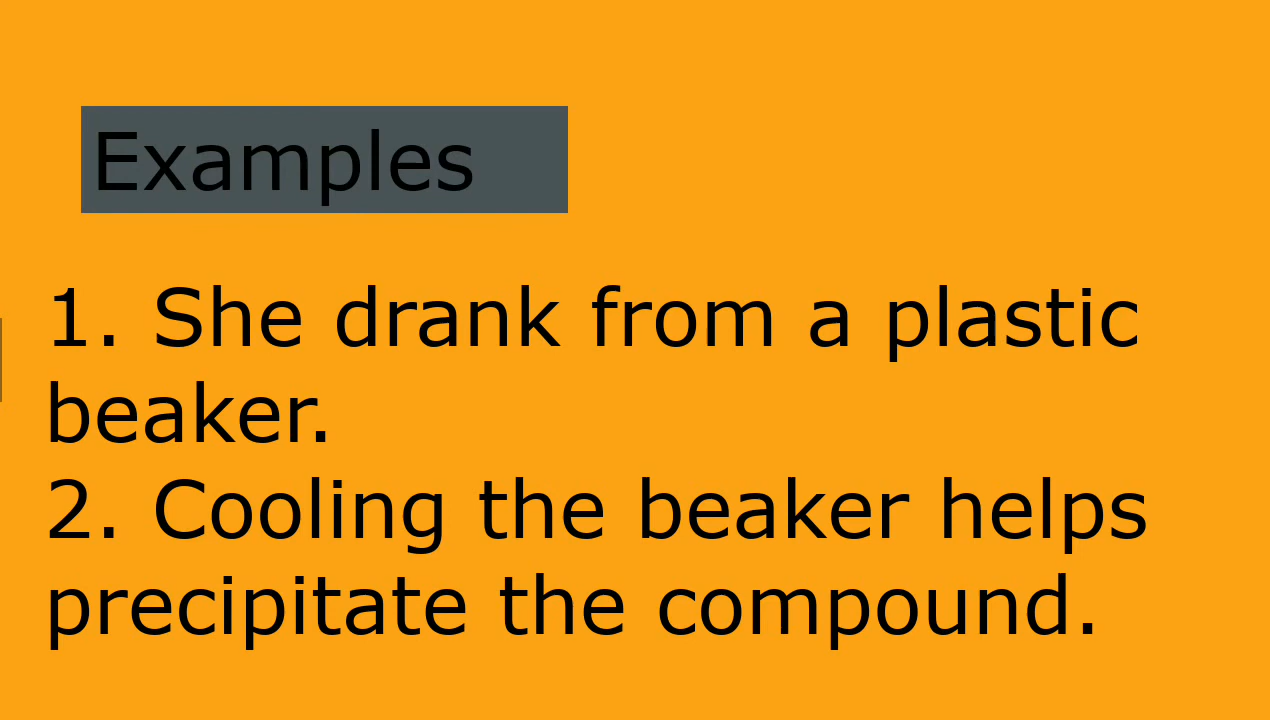 Examples
1. She drank from a plastic
beaker.
2. Cooling the beaker helps
precipitate the compound.